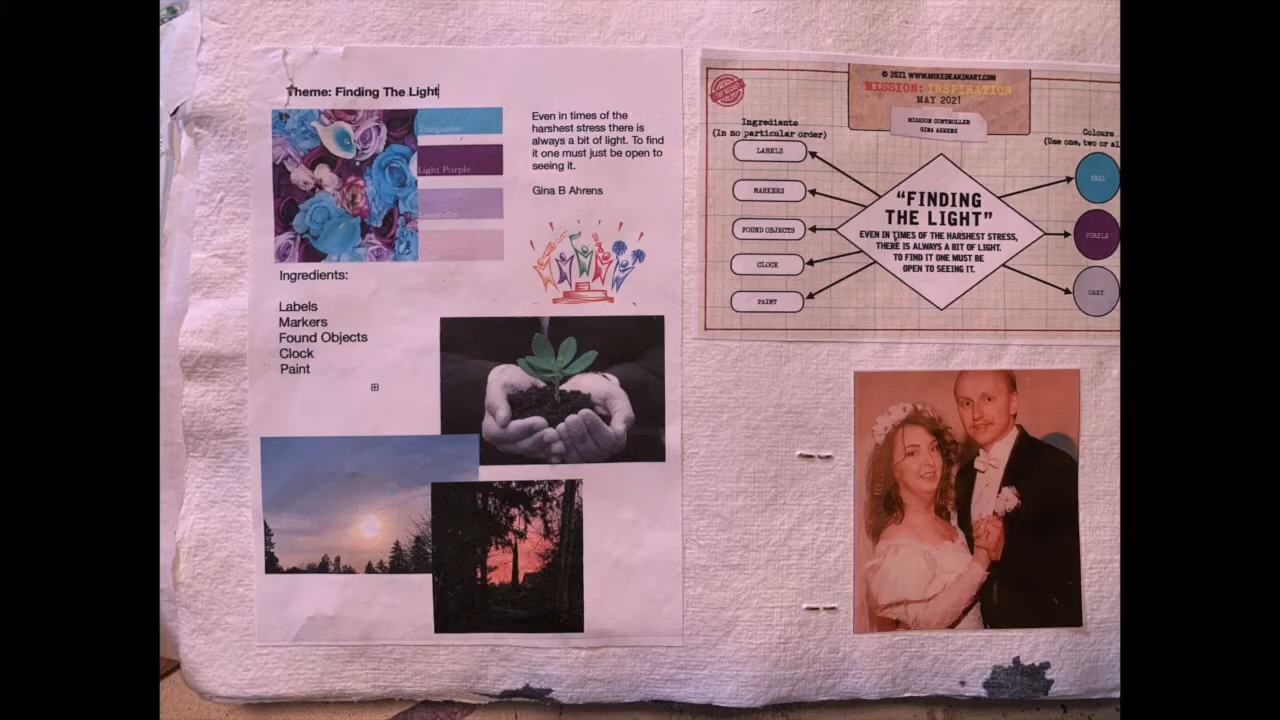 Theme: Finding The Light
Turquoise
Light Purple
Lavender
Even in times of the
harshest stress there is
always a bit of light. To find
it one must just be open to
seeing it.
Gina B Ahrens
Ingredients:
Labels
Markers
Found Objects
Clock
Paint
TOP SECRET
© 2021 WWW.MIKEDEAKINART.COM
MISSION: INSPIRATION
MAY 2021
MISSION CONTROLLER
GINA AHRENS
Ingredients
(In no particular order)
LABELS
MARKERS
FOUND OBJECTS
CLOCK
PAINT
"FINDING
THE LIGHT"
EVEN IN TIMES OF THE HARSHEST STRESS,
THERE IS ALWAYS A BIT OF LIGHT.
TO FIND IT ONE MUST BE
OPEN TO SEEING IT.
Colours
(Use one, two or al
TEAL
PURPLE
GREY